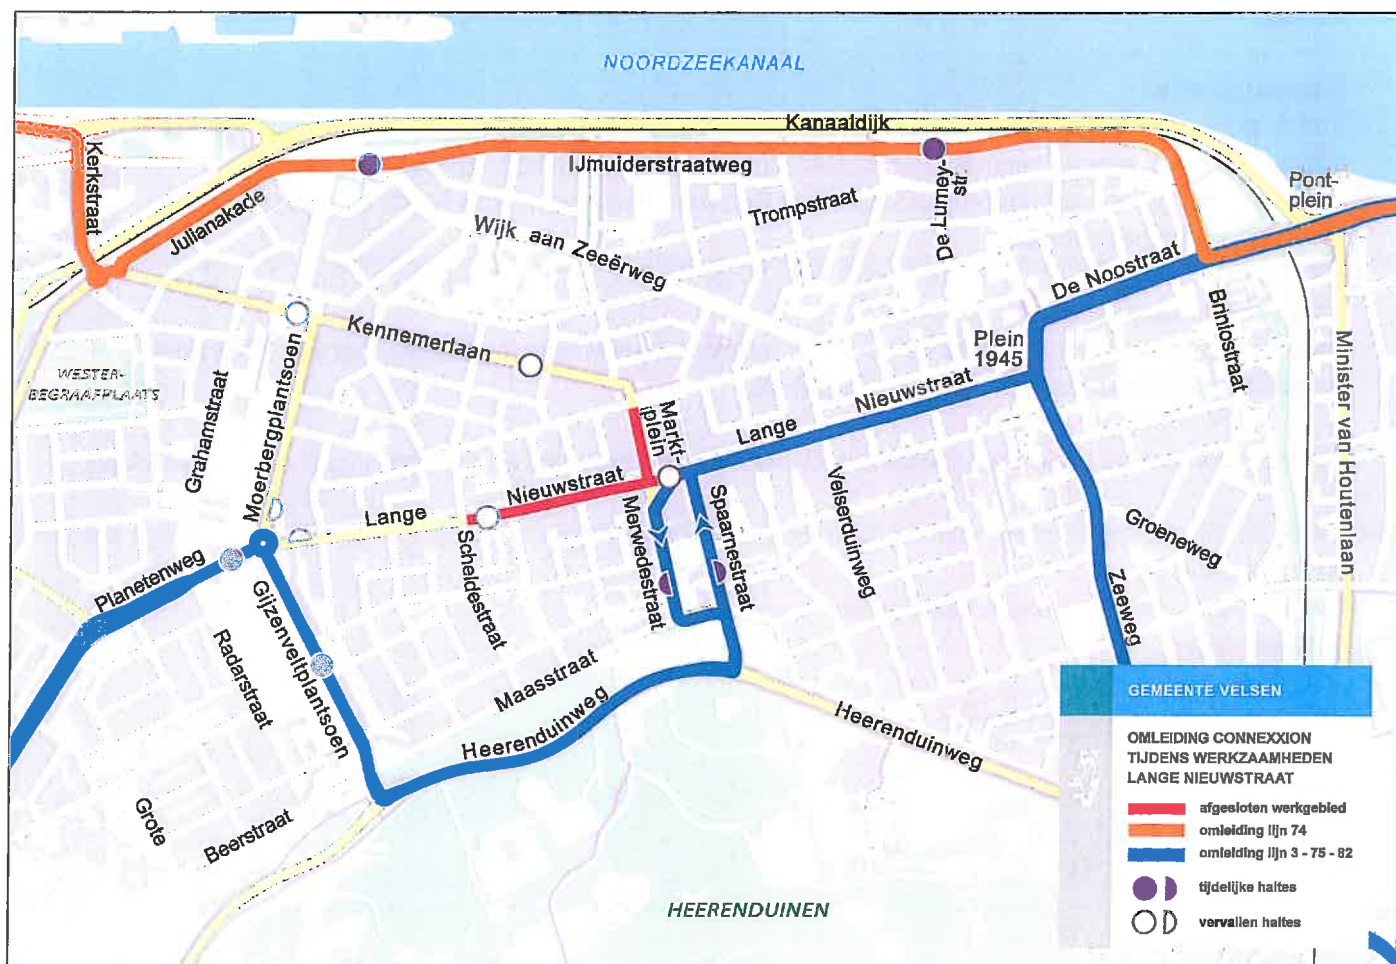 NOORDZEEKANAAL
Kanaaldijk
Kerkstraat
IJmuiderstraatweg
De Lumey-
str.
Pont-
plein
Julianakade
Trompstraat
Wijk aan Zeeërweg
De Noostraat
Brinlostraat
Kennemerlaan
Plein
1945
Minister van Houtenlaan
WESTER-
BEGRAAFPLAATS
Grahamstraat
Moerbergplantsoen
Markt-
plein
Lange Nieuwstraat
Lange Nieuwstraat
Merwedestraat
Spaarnestraat
Velserduinweg
Groeneweg
Zeeweg
Scheldestraat
Planetenweg
Gijzenveltplantsoen
Radarstraat
Maasstraat
Heerenduinweg
Heerenduinweg
Grote
Beerstraat
HEERENDUINEN
GEMEENTE VELSEN
OMLEIDING CONNEXXION
TIJDENS WERKZAAMHEDEN
LANGE NIEUWSTRAAT
afgesloten werkgebied
omleiding lijn 74
omleiding lijn 3 - 75 - 82
tijdelijke haltes
vervallen haltes